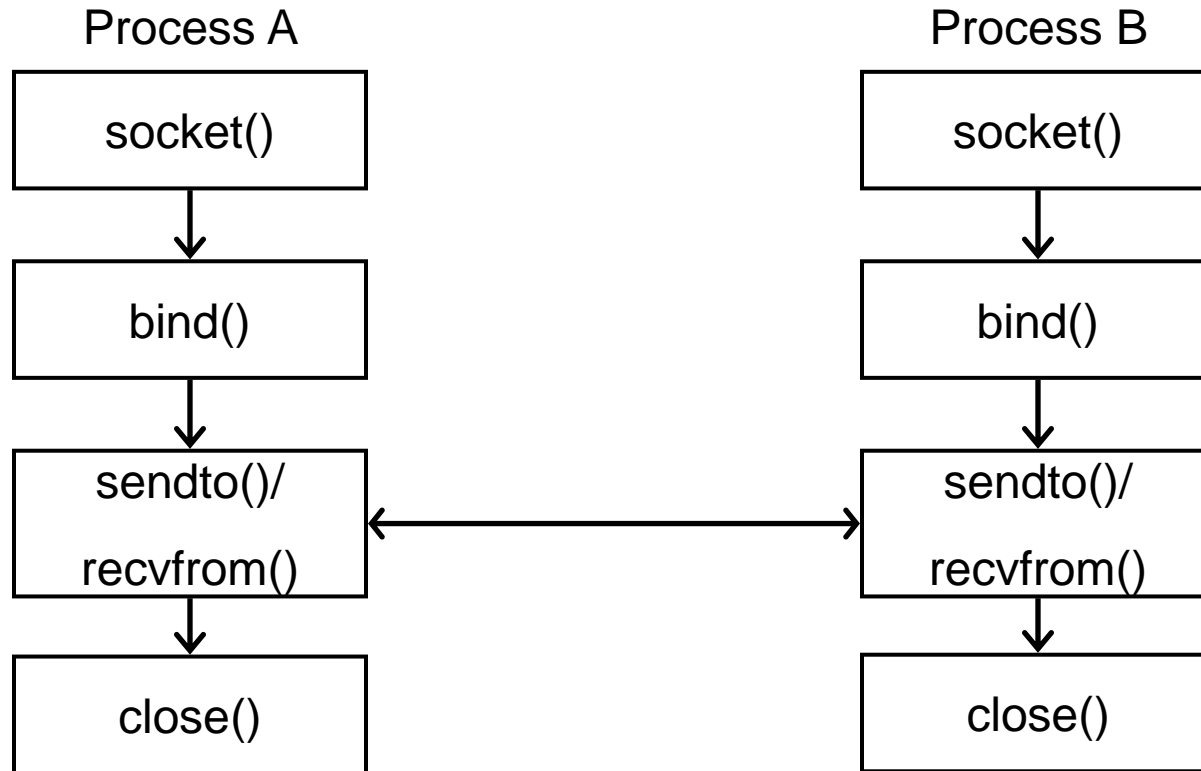 Process A
Process B
socket()
socket()
bind()
bind()
sendto()/
recvfrom()
sendto()/
recvfrom()
close()
close()